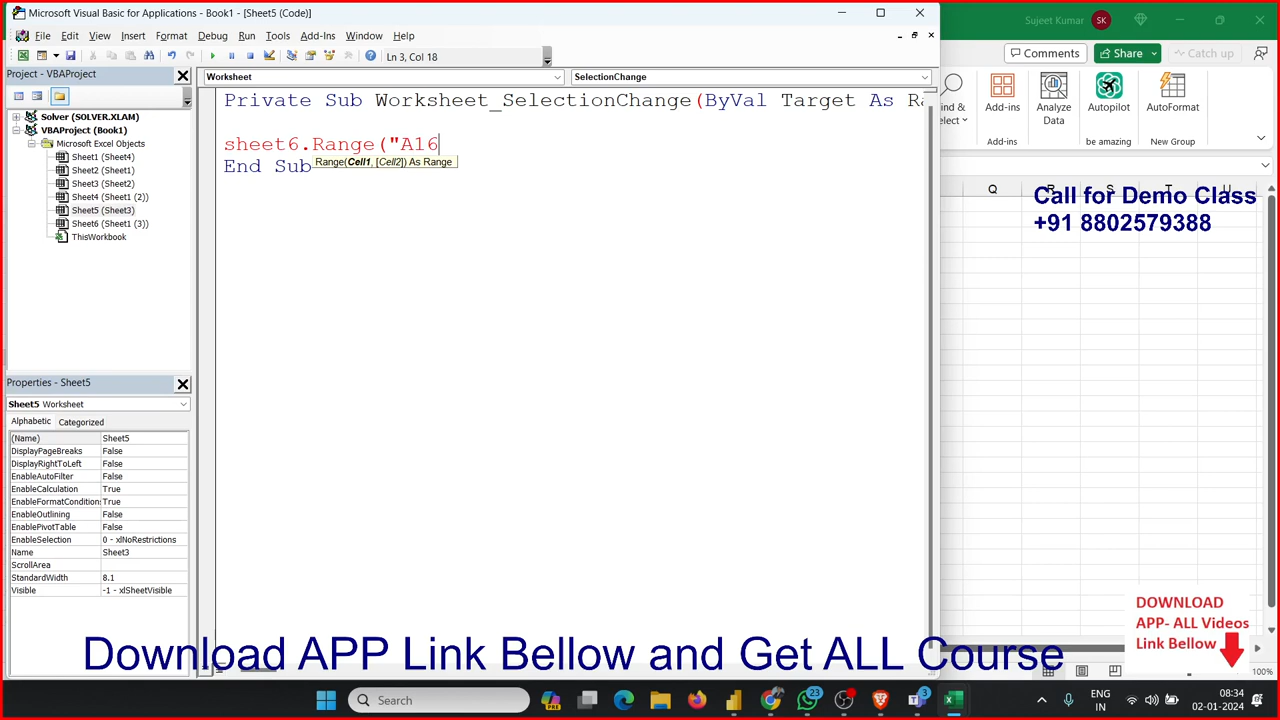 Microsoft Visual Basic for Applications - Book1 - [Sheet5 (Code)]
File Edit View Insert Format Debug Run Tools Add-Ins Window Help
Ln 3, Col 18
Project - VBAProject
Solver (SOLVER.XLAM)
VBAProject (Book1)
Microsoft Excel Objects
Sheet1 (Sheet4)
Sheet2 (Sheet1)
Sheet3 (Sheet2)
Sheet4 (Sheet1 (2))
Sheet5 (Sheet3)
Sheet6 (Sheet1 (3))
ThisWorkbook
Properties - Sheet5
Sheet5 Worksheet
Alphabetic Categorized
(Name) Sheet5
DisplayPageBreaks False
DisplayRightToLeft False
EnableAutoFilter False
EnableCalculation True
EnableFormatCondition: True
EnableOutlining False
EnablePivotTable False
EnableSelection 0 - xlNoRestrictions
Name Sheet3
ScrollArea
StandardWidth 8.1
Visible -1 - xlSheetVisible
Worksheet SelectionChange
Private Sub Worksheet_SelectionChange(ByVal Target As Ra
sheet6.Range("A16
Range(Cell1, [Cell2]) As Range
End Sub
Sujeet Kumar SK
Comments Share Catch up
Find & Select Add-ins Analyze Data Autopilot AutoFormat
Add-ins be amazing New Group
Q R S T U
Call for Demo Class
+91 8802579388
DOWNLOAD
APP- ALL Videos
Link Bellow
Download APP Link Bellow and Get ALL Course
100%
Search
23
3
ENG
IN
08:34
02-01-2024